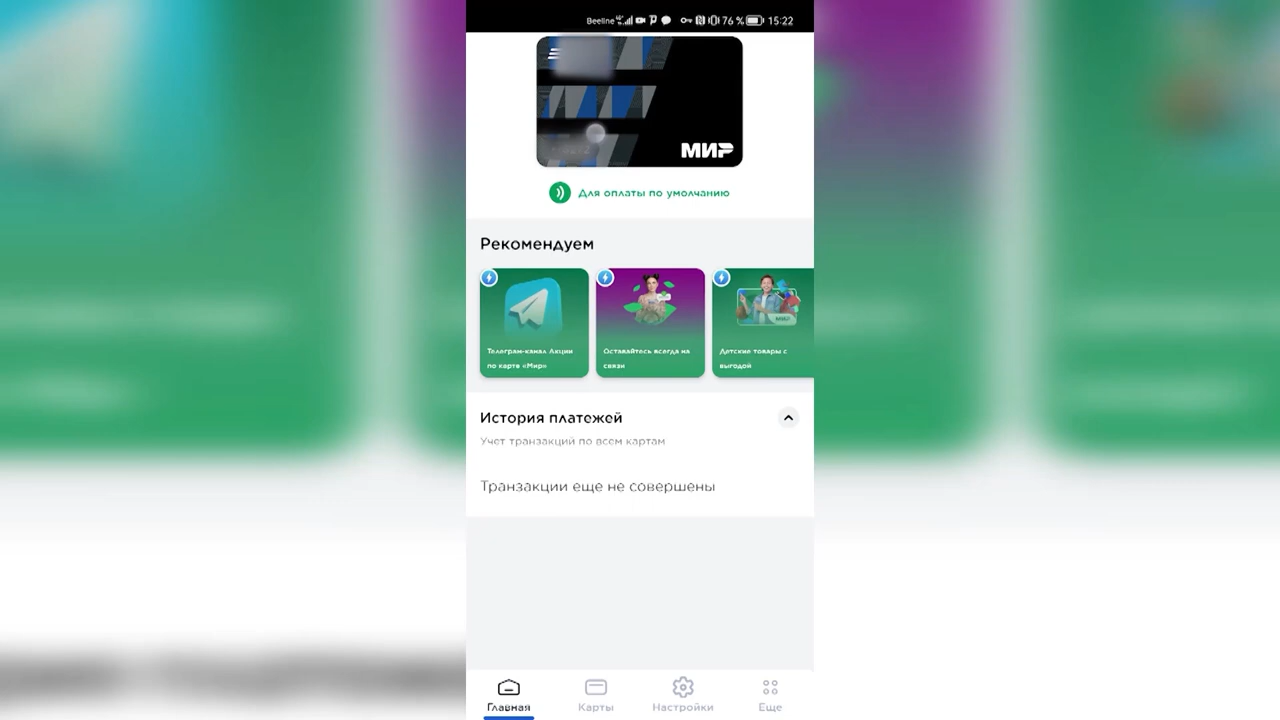 Beeline 76 % 15:22
МИР
Для оплаты по умолчанию
Рекомендуем
Телеграм-канал Акции
по карте «Мир»
Оставайтесь всегда на
связи
Детские товары с
выгодой
История платежей
Учет транзакций по всем картам
Транзакции еще не совершены
Главная
Карты
Настройки
Еще